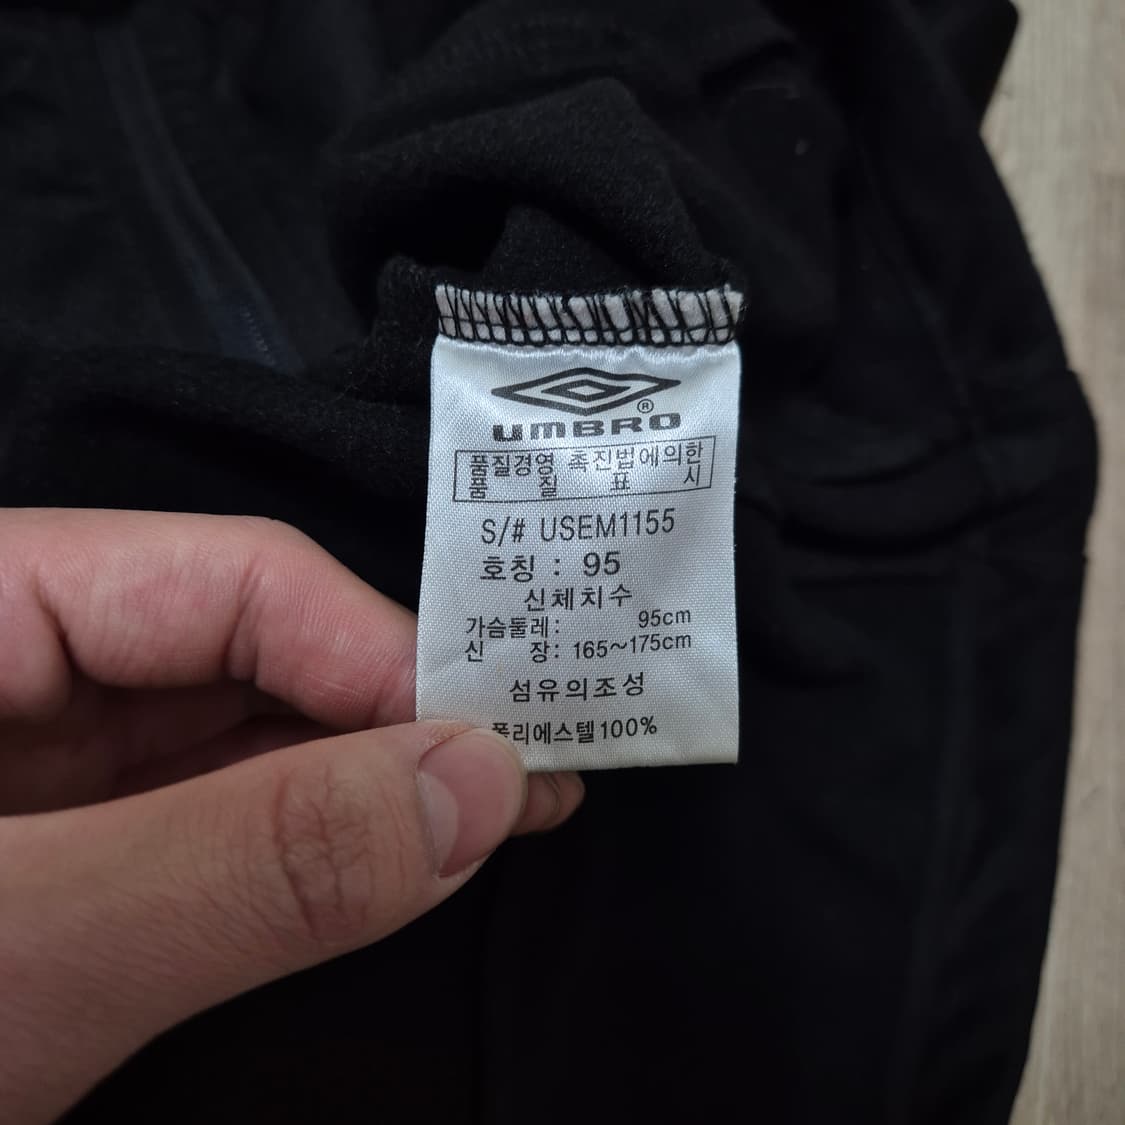 UMBRO®
품질경영 촉진법에의한
품 질 표 시
S/# USEM1155
호칭 : 95
신체치수
가슴둘레: 95cm
신 장: 165~175cm
섬유의조성
폴리에스텔100%